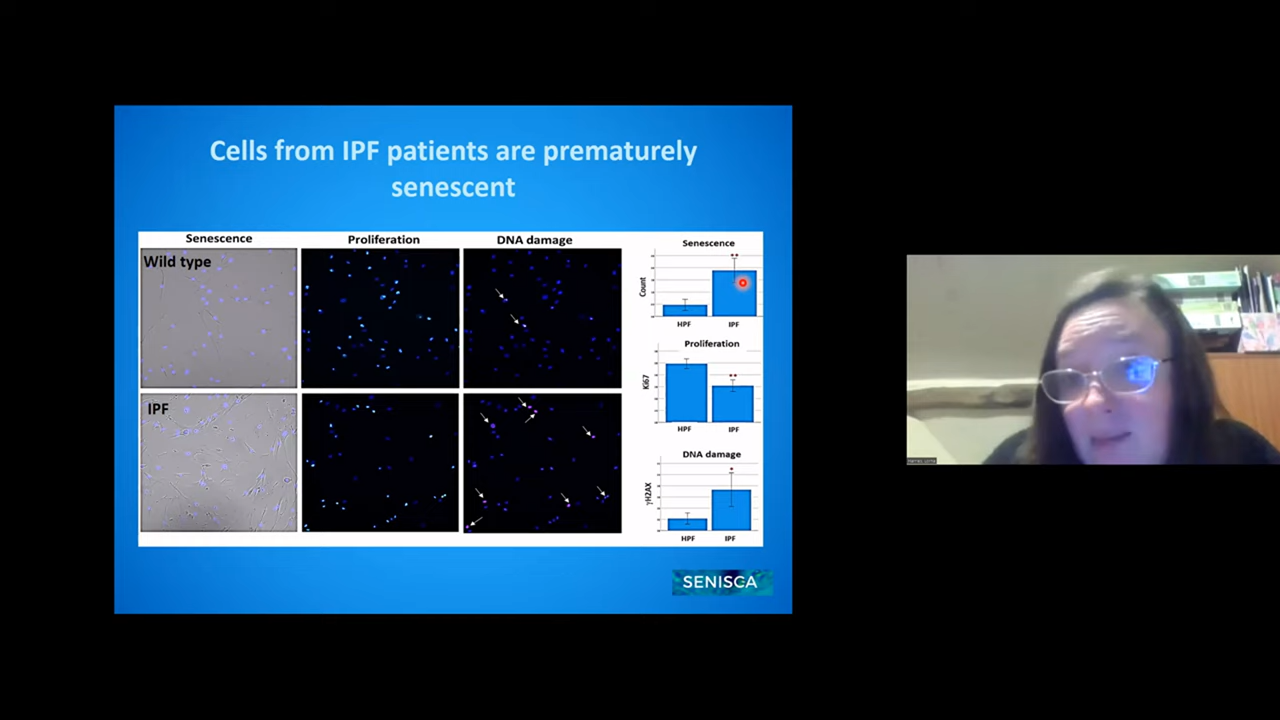 Cells from IPF patients are prematurely
senescent
Senescence
Proliferation
DNA damage
Wild type
IPF
Senescence
Count
**
HPF
IPF
Proliferation
Ki67
**
HPF
IPF
DNA damage
γH2AX
*
HPF
IPF
SENISCA